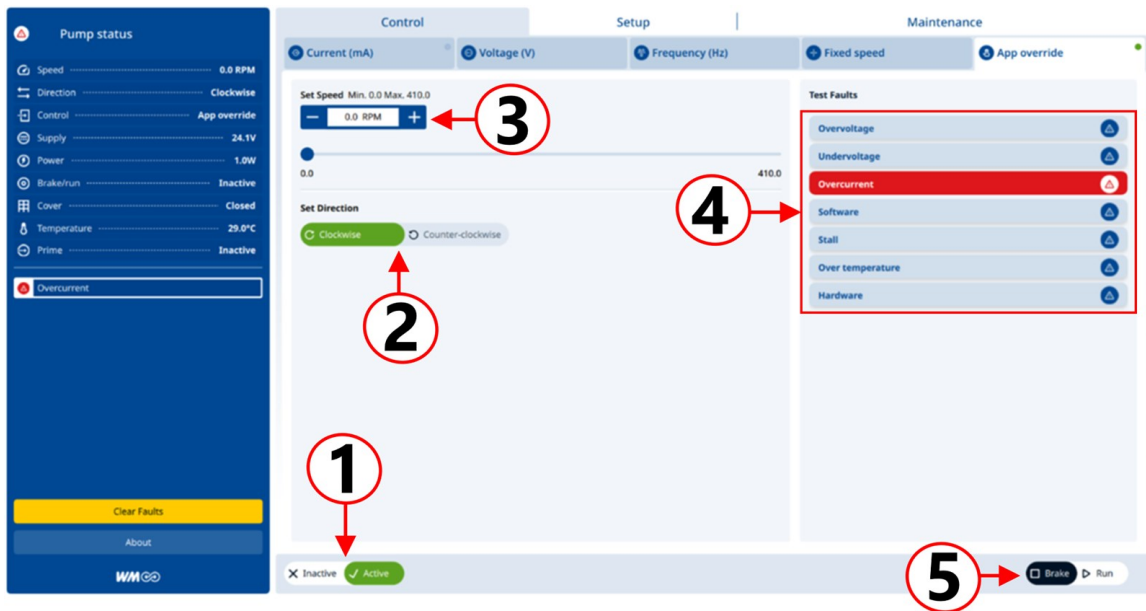 Pump status
Speed 0.0 RPM
Direction Clockwise
Control App override
Supply 24.1V
Power 1.0W
Brake/run Inactive
Cover Closed
Temperature 29.0°C
Prime Inactive
Overcurrent
Clear Faults
About
WM
Control Setup Maintenance
Current (mA) Voltage (V) Frequency (Hz) Fixed speed App override
Set Speed Min. 0.0 Max. 410.0
0.0 RPM
3
0.0 410.0
Set Direction
Clockwise Counter-clockwise
2
Test Faults
Overvoltage
Undervoltage
Overcurrent
Software
Stall
Over temperature
Hardware
4
1
Inactive Active
5
Brake Run